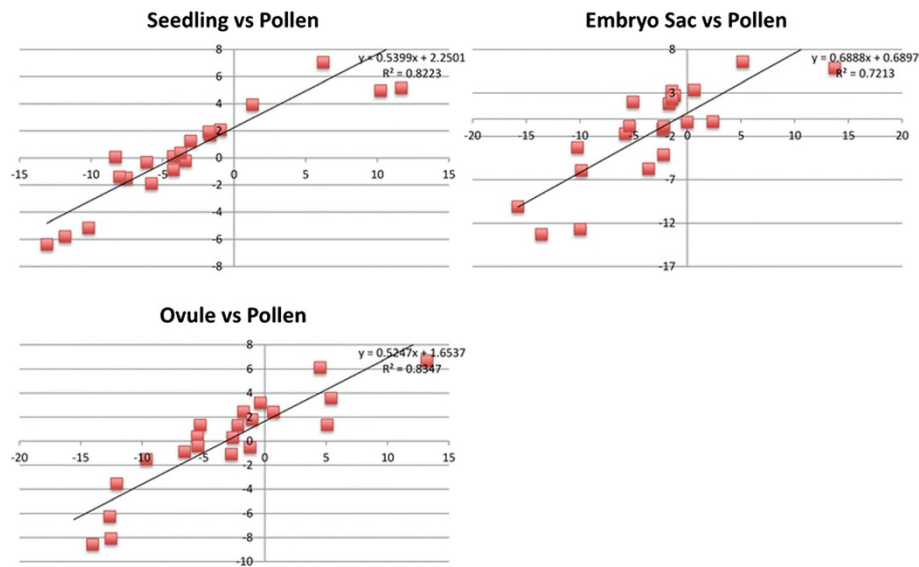 Seedling vs Pollen
8
y = 0.5399x + 2.2501
R² = 0.8223
6
4
2
0
-15 -10 -5 0 5 10 15
-2
-4
-6
-8
Embryo Sac vs Pollen
8
y = 0.6888x + 0.6897
R² = 0.7213
3
-20 -15 -10 -5 0 5 10 15 20
-2
-7
-12
-17
Ovule vs Pollen
8
y = 0.5247x + 1.6537
R² = 0.8347
6
4
2
0
-20 -15 -10 -5 0 5 10 15
-2
-4
-6
-8
-10